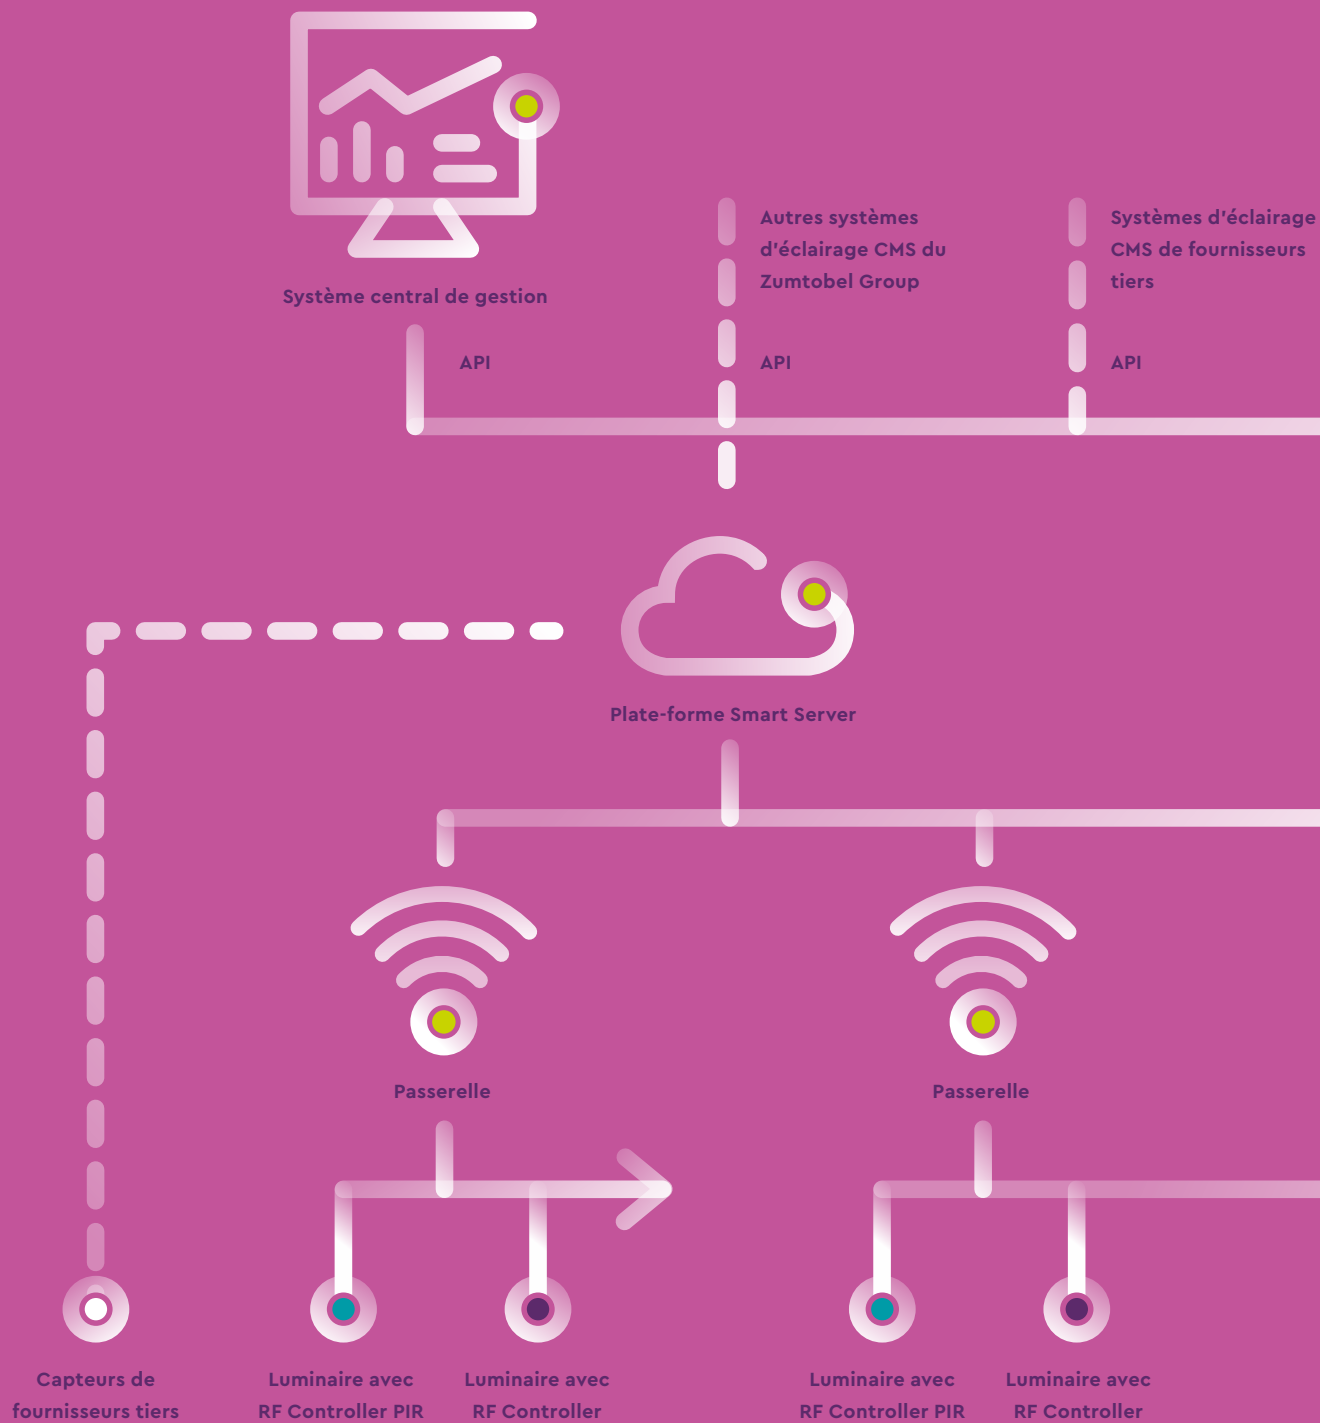 Autres systèmes
d'éclairage CMS du
Zumtobel Group
Systèmes d'éclairage
CMS de fournisseurs
tiers
Système central de gestion
API
API
API
Plate-forme Smart Server
Passerelle
Passerelle
Capteurs de
fournisseurs tiers
Luminaire avec
RF Controller PIR
Luminaire avec
RF Controller
Luminaire avec
RF Controller PIR
Luminaire avec
RF Controller